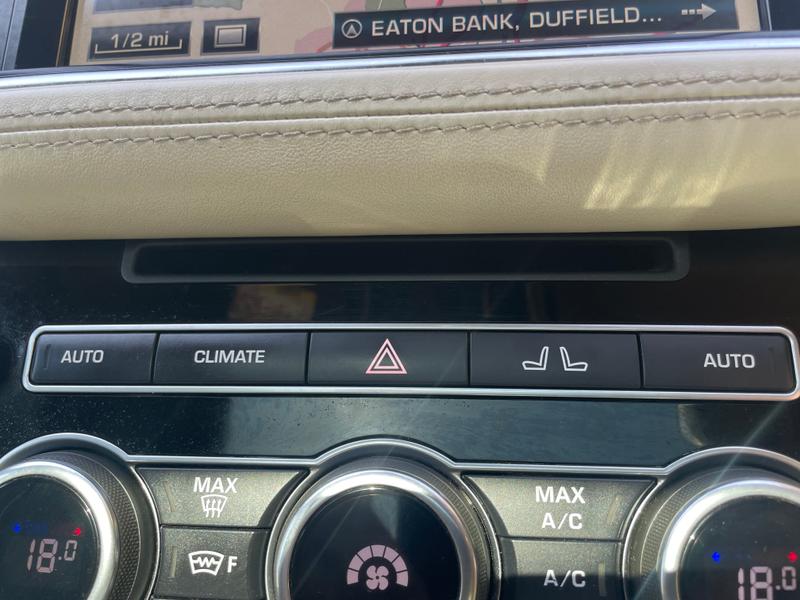 1/2 mi
EATON BANK, DUFFIELD...
AUTO
CLIMATE
AUTO
MAX
MAX
A/C
F
A/C
18.0
18.0